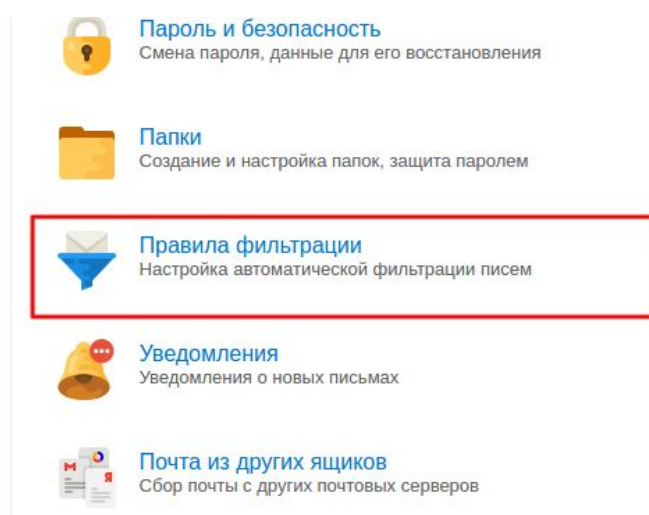 Пароль и безопасность
Смена пароля, данные для его восстановления
Папки
Создание и настройка папок, защита паролем
Правила фильтрации
Настройка автоматической фильтрации писем
Уведомления
Уведомления о новых письмах
Почта из других ящиков
Сбор почты с других почтовых серверов
M
Я